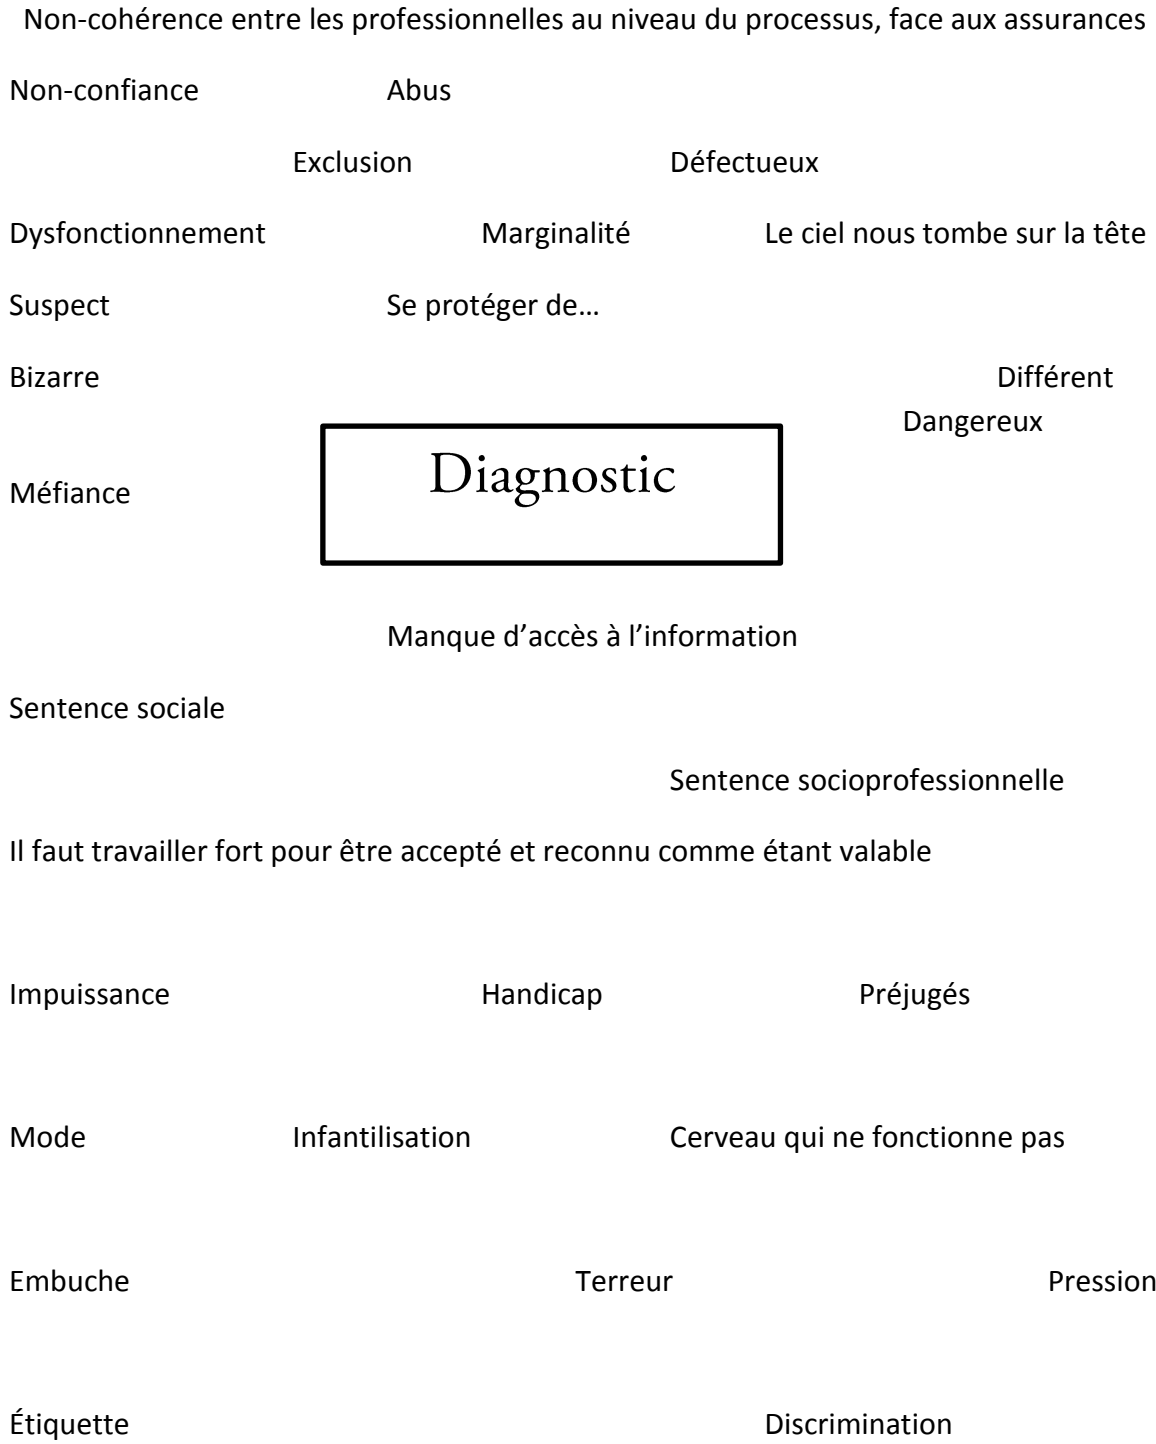 Non-cohérence entre les professionnelles au niveau du processus, face aux assurances
Non-confiance Abus
Exclusion Défectueux
Dysfonctionnement Marginalité Le ciel nous tombe sur la tête
Suspect Se protéger de…
Bizarre Différent
Dangereux
Diagnostic
Méfiance
Manque d’accès à l’information
Sentence sociale
Sentence socioprofessionnelle
Il faut travailler fort pour être accepté et reconnu comme étant valable
Impuissance Handicap Préjugés
Mode Infantilisation Cerveau qui ne fonctionne pas
Embuche Terreur Pression
Étiquette Discrimination